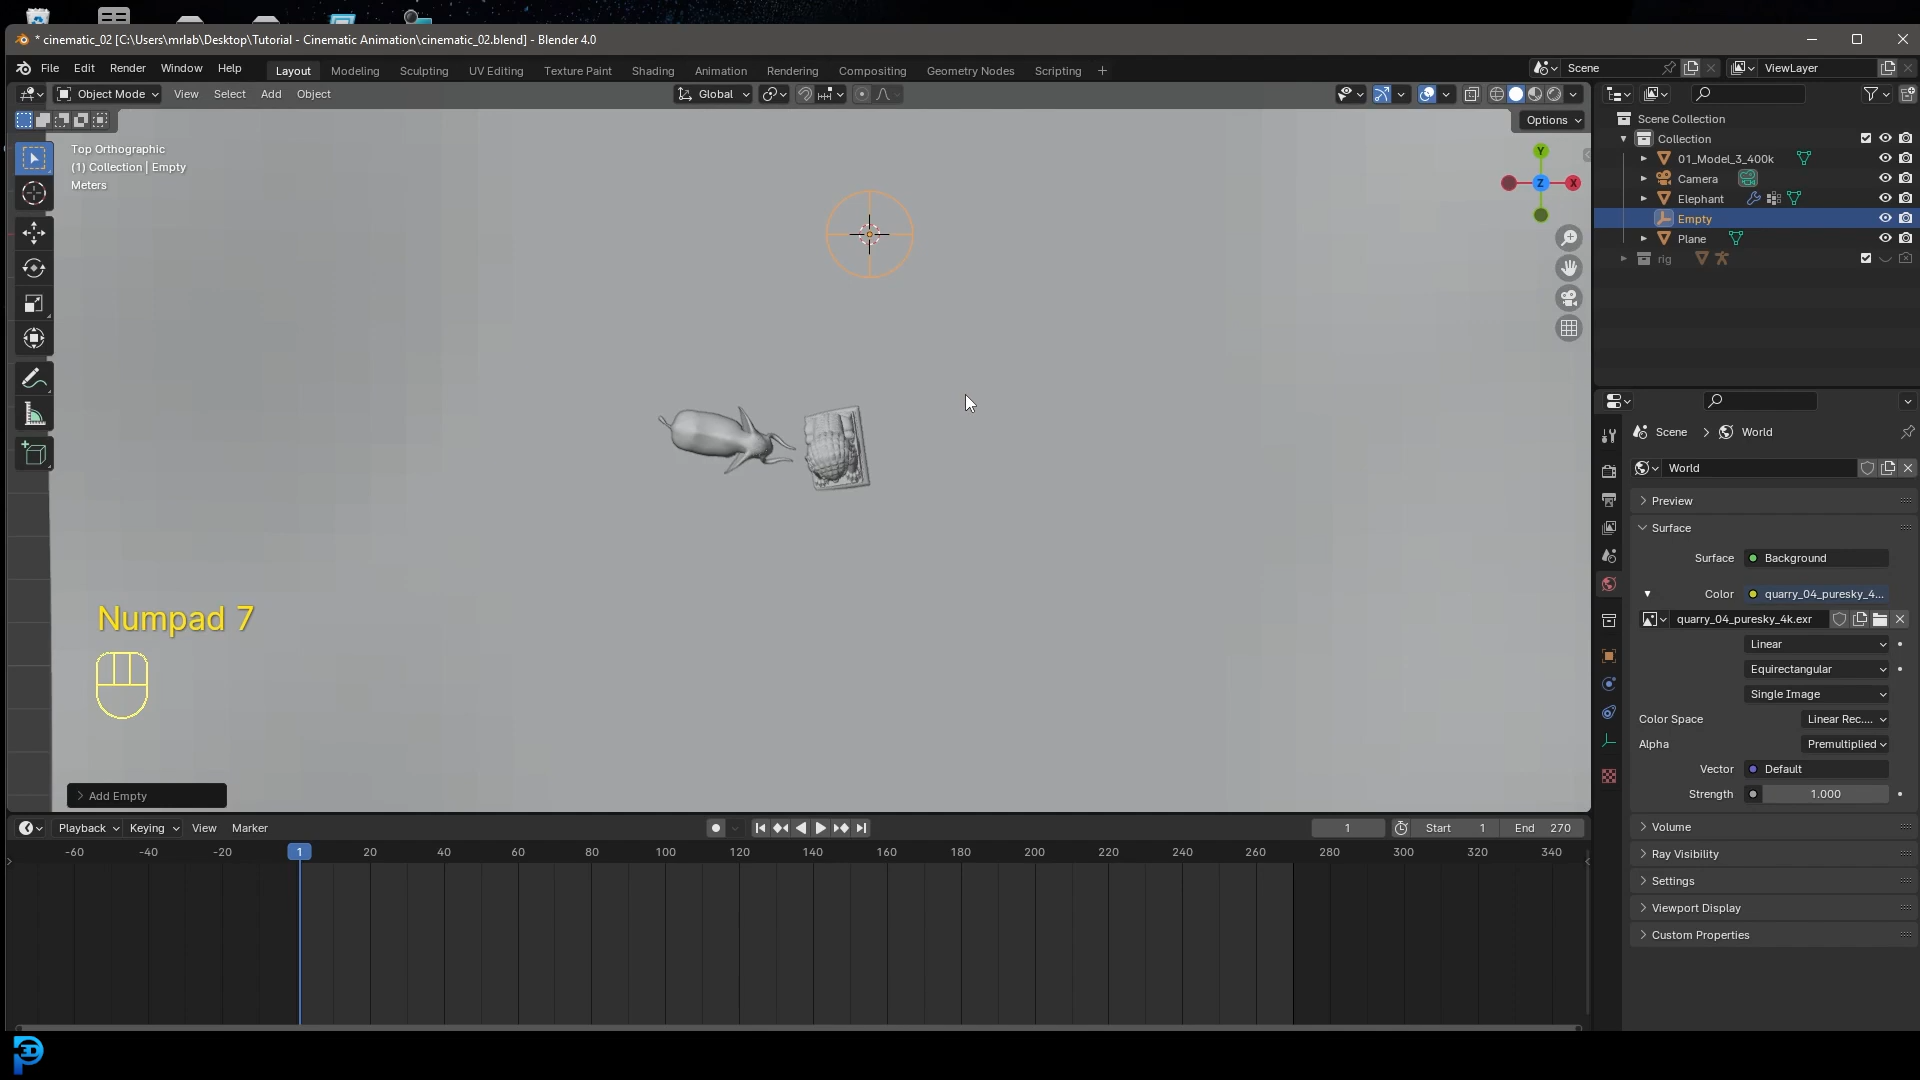 * cinematic_02 [C:\Users\mrlab\Desktop\Tutorial - Cinematic Animation\cinematic_02.blend] - Blender 4.0
File Edit Render Window Help Layout Modeling Sculpting UV Editing Texture Paint Shading Animation Rendering Compositing Geometry Nodes Scripting + Scene ViewLayer
Object Mode View Select Add Object Global
Options
Top Orthographic
(1) Collection | Empty
Meters
Y
Z X
Numpad 7
Add Empty
Scene Collection
Collection
01_Model_3_400k
Camera
Elephant
Empty
Plane
rig
Scene > World
World
Preview
Surface
Surface Background
Color quarry_04_puresky_4...
quarry_04_puresky_4k.exr
Linear
Equirectangular
Single Image
Color Space Linear Rec....
Alpha Premultiplied
Vector Default
Strength 1.000
Volume
Ray Visibility
Settings
Viewport Display
Custom Properties
Playback Keying View Marker 1 Start 1 End 270
-60 -40 -20 1 20 40 60 80 100 120 140 160 180 200 220 240 260 280 300 320 340